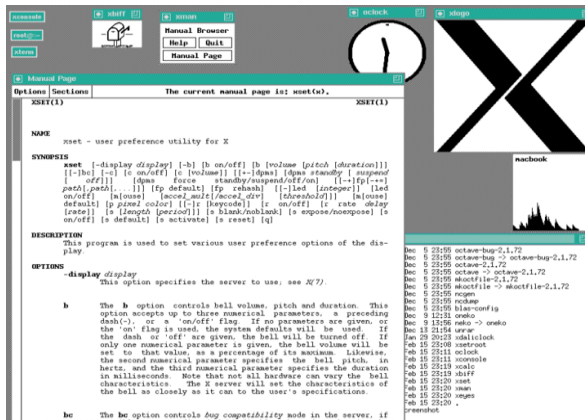 xconsole
root@
xterm
xbiff
xman
Manual Browser
Help Quit
Manual Page
oclock
xlogo
Manual Page
Options Sections The current manual page is: xset(x).
XSET(1) XSET(1)
NAME
xset - user preference utility for X
SYNOPSIS
xset [-display display] [-b] [b on/off] [b [volume [pitch [duration]]]
[[-]bc] [-c] [c on/off] [c [volume]] [[+-]dpms] [dpms standby [ suspend
[ off]]] [dpms force standby/suspend/off/on] [[-+]fp[-+=]
path[,path[,...]]] [fp default] [fp rehash] [[-]led [integer]] [led
on/off] [m[ouse] [accel_mult[/accel_div] [threshold]]] [m[ouse]
default] [p pixel color] [[-]r [keycode]] [r on/off] [r rate delay
[rate]] [s [length [period]]] [s blank/noblank] [s expose/noexpose] [s
on/off] [s default] [s activate] [s reset] [q]
DESCRIPTION
This program is used to set various user preference options of the dis-
play.
OPTIONS
-display display
This option specifies the server to use; see X(7).
b The b option controls bell volume, pitch and duration. This
option accepts up to three numerical parameters, a preceding
dash(-), or a 'on/off' flag. If no parameters are given, or
the 'on' flag is used, the system defaults will be used. If
the dash or 'off' are given, the bell will be turned off. If
only one numerical parameter is given, the bell volume will be
set to that value, as a percentage of its maximum. Likewise,
the second numerical parameter specifies the bell pitch, in
hertz, and the third numerical parameter specifies the duration
in milliseconds. Note that not all hardware can vary the bell
characteristics. The X server will set the characteristics of
the bell as closely as it can to the user's specifications.
bc The bc option controls bug compatibility mode in the server, if
macbook
Dec 5 23:55 octave-bug-2.1.72
Dec 5 23:55 octave-bug -> octave-bug-2.1.72
Dec 5 23:55 octave-2.1.72
Dec 5 23:55 octave -> octave-2.1.72
Dec 5 23:55 mkoctfile-2.1.72
Dec 5 23:55 mkoctfile -> mkoctfile-2.1.72
Dec 5 23:55 ncgen
Dec 5 23:55 ncdump
Dec 5 23:55 blas-config
Dec 9 12:31 oneko
Dec 9 13:56 neko -> oneko
Dec 13 21:54 unrar
Jan 29 20:23 xdaliclock
Feb 15 23:08 xsetroot
Feb 15 23:11 oclock
Feb 15 23:11 xconsole
Feb 15 23:19 xcalc
Feb 15 23:19 xbiff
Feb 15 23:20 xset
Feb 15 23:20 xman
Feb 15 23:20 xeyes
Feb 15 23:20 .
creenshot